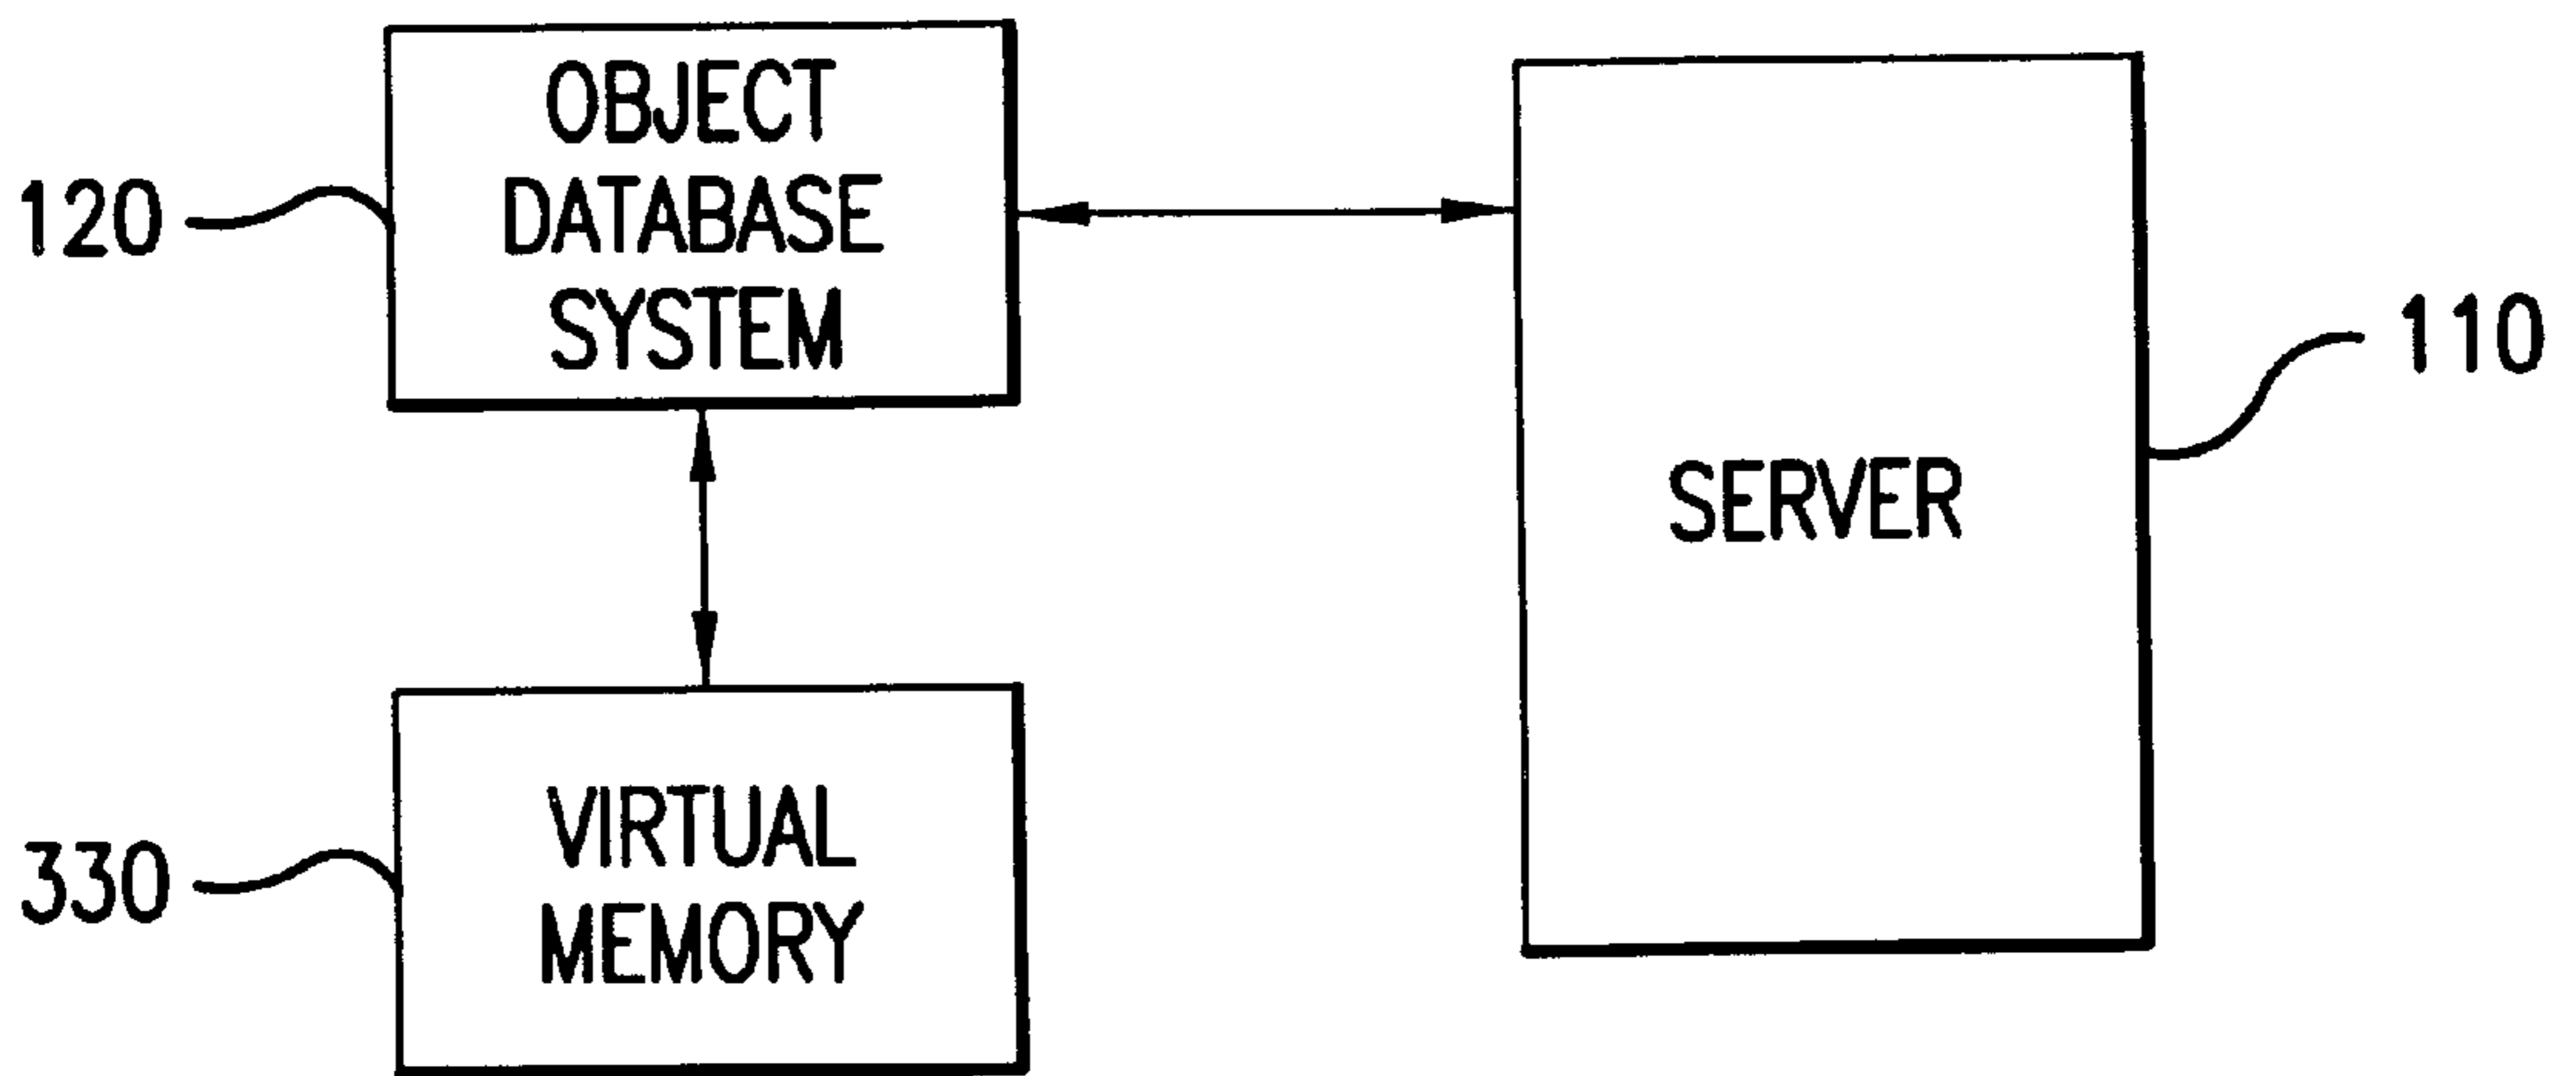 OBJECT
DATABASE
SYSTEM
120
110
SERVER
VIRTUAL
MEMORY
330